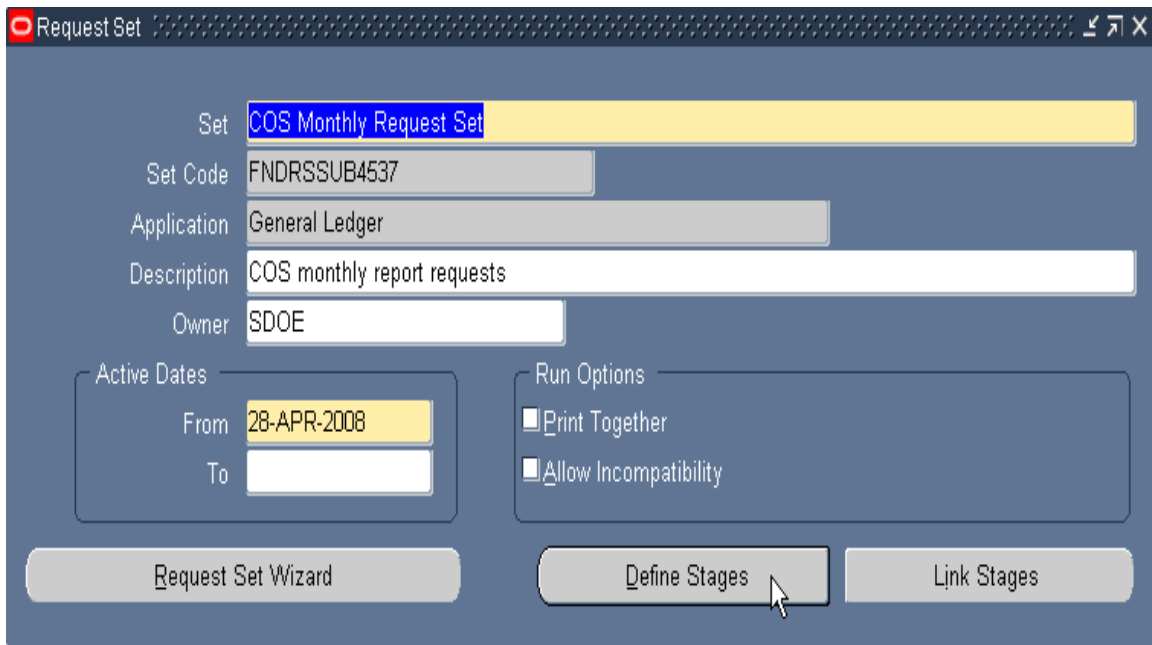 Request Set
Set COS Monthly Request Set
Set Code FNDRSSUB4537
Application General Ledger
Description COS monthly report requests
Owner SDOE
Active Dates
From 28-APR-2008
To
Run Options
Print Together
Allow Incompatibility
Request Set Wizard
Define Stages
Link Stages